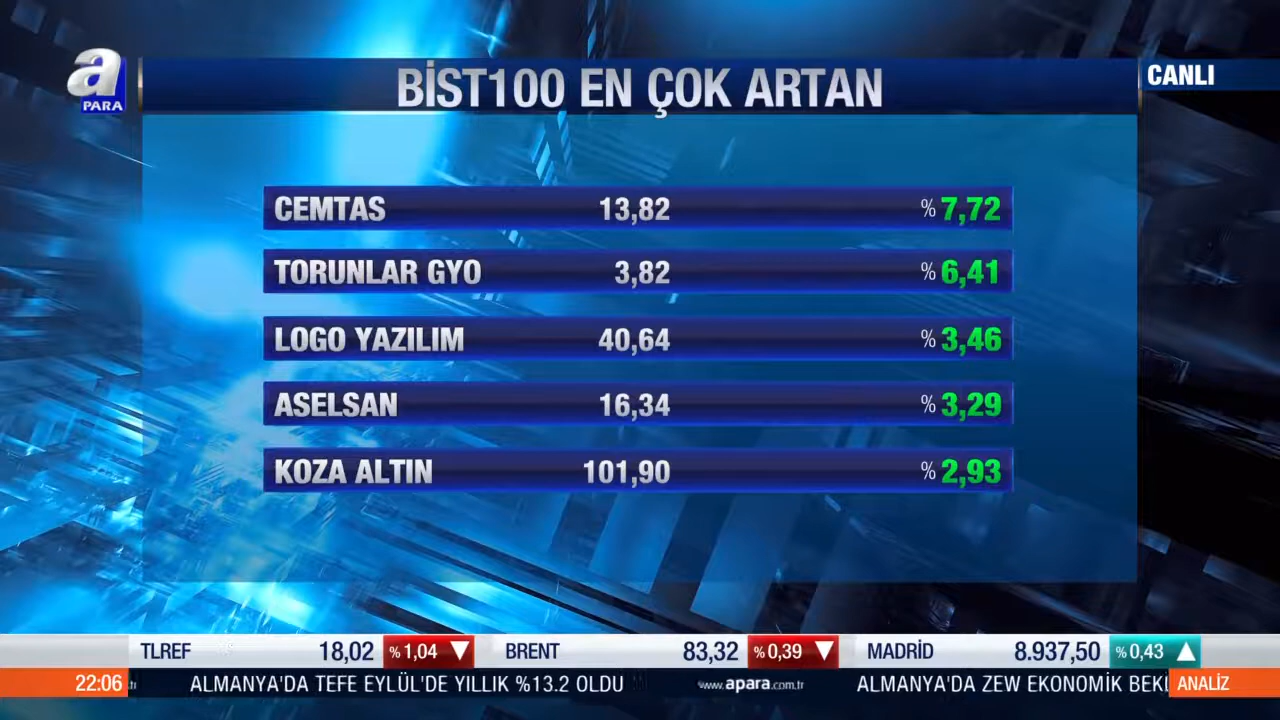 a
PARA
BİST100 EN ÇOK ARTAN
CANLI
CEMTAS 13,82 % 7,72
TORUNLAR GYO 3,82 % 6,41
LOGO YAZILIM 40,64 % 3,46
ASELSAN 16,34 % 3,29
KOZA ALTIN 101,90 % 2,93
TLREF 18,02 % 1,04 BRENT 83,32 % 0,39 MADRİD 8.937,50 % 0,43
22:06 ALMANYA'DA TEFE EYLÜL'DE YILLIK %13.2 OLDU www.apara.com.tr ALMANYA'DA ZEW EKONOMİK BEKL ANALİZ